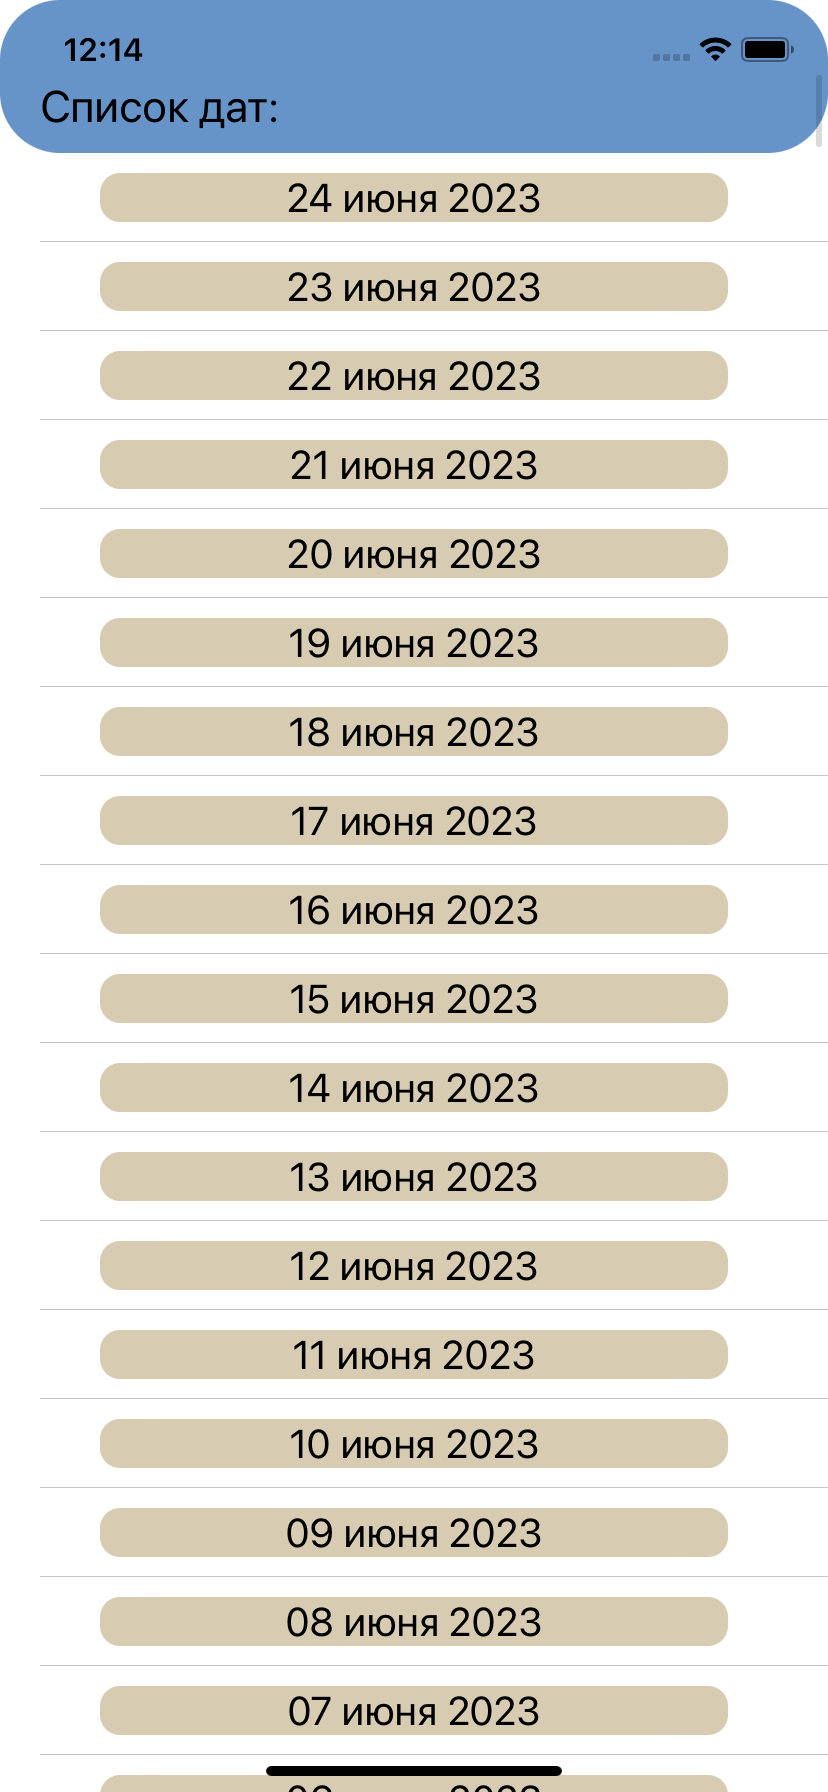 12:14
Список дат:
24 июня 2023
23 июня 2023
22 июня 2023
21 июня 2023
20 июня 2023
19 июня 2023
18 июня 2023
17 июня 2023
16 июня 2023
15 июня 2023
14 июня 2023
13 июня 2023
12 июня 2023
11 июня 2023
10 июня 2023
09 июня 2023
08 июня 2023
07 июня 2023